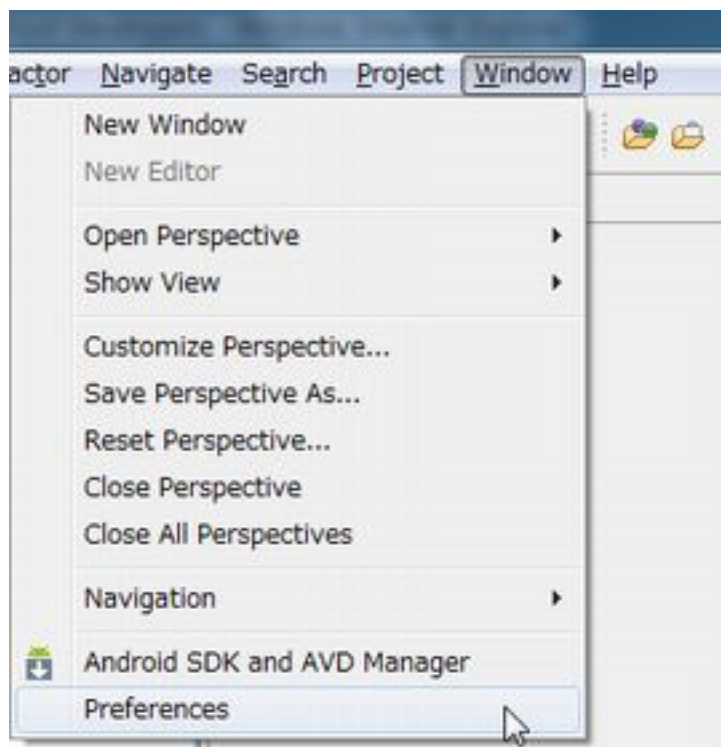 actor Navigate Search Project Window Help
New Window
New Editor
Open Perspective
Show View
Customize Perspective...
Save Perspective As...
Reset Perspective...
Close Perspective
Close All Perspectives
Navigation
Android SDK and AVD Manager
Preferences